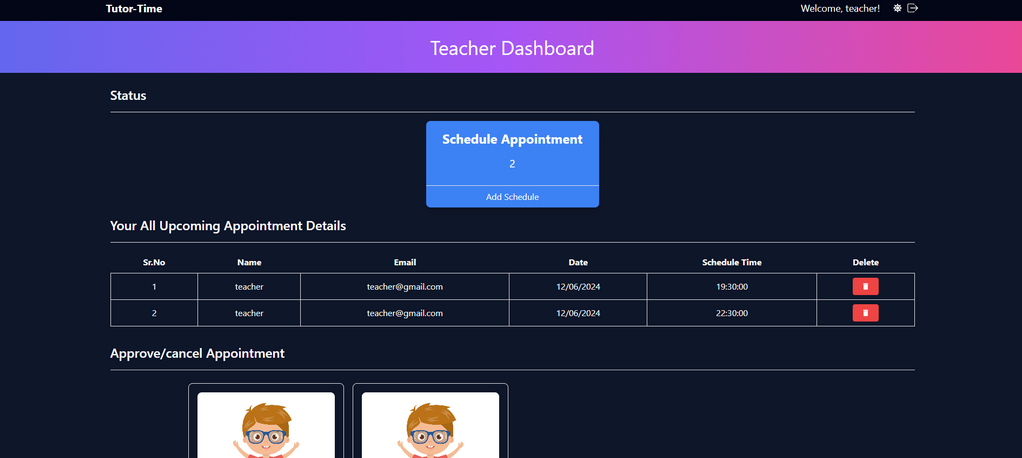 Tutor-Time
Welcome, teacher!
Teacher Dashboard
Status
Schedule Appointment
2
Add Schedule
Your All Upcoming Appointment Details
Sr.No Name Email Date Schedule Time Delete
1 teacher teacher@gmail.com 12/06/2024 19:30:00
2 teacher teacher@gmail.com 12/06/2024 22:30:00
Approve/cancel Appointment